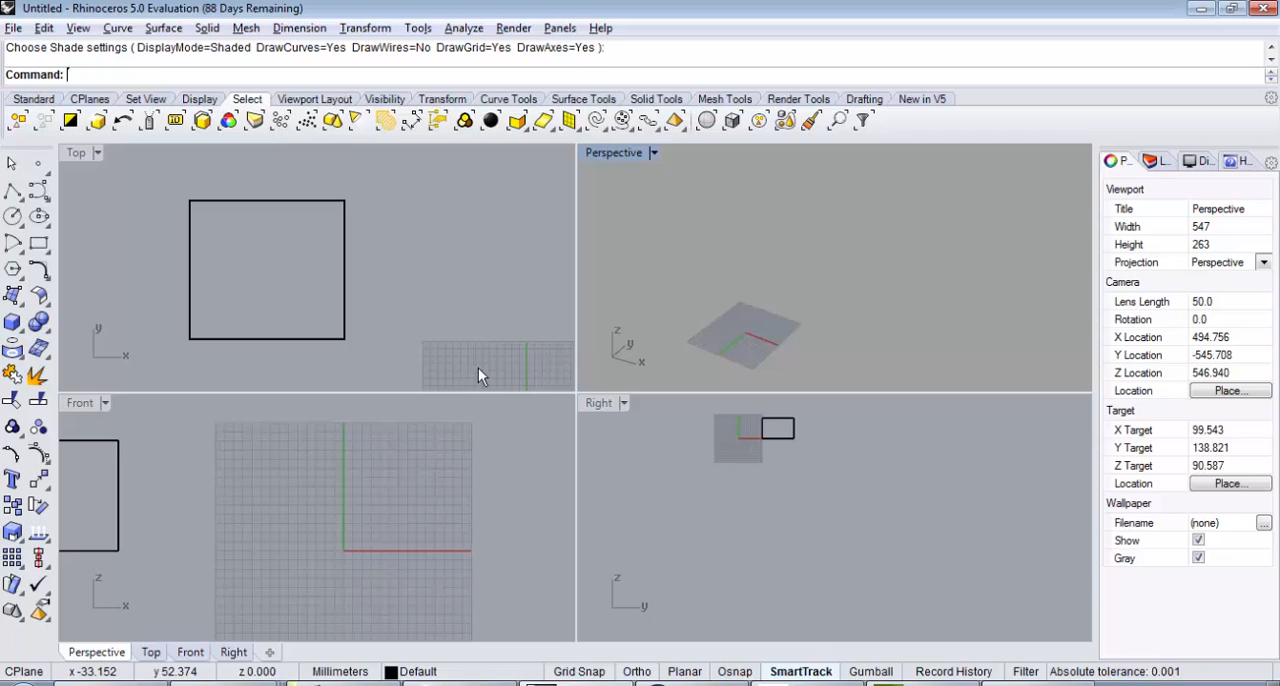 Untitled - Rhinoceros 5.0 Evaluation (88 Days Remaining)
File Edit View Curve Surface Solid Mesh Dimension Transform Tools Analyze Render Panels Help
Choose Shade settings ( DisplayMode=Shaded DrawCurves=Yes DrawWires=No DrawGrid=Yes DrawAxes=Yes ):
Command:
Standard CPlanes Set View Display Select Viewport Layout Visibility Transform Curve Tools Surface Tools Solid Tools Mesh Tools Render Tools Drafting New in V5
Top Perspective P... L... Di... H...
Viewport
Title Perspective
Width 547
Height 263
Projection Perspective
Camera
Lens Length 50.0
Rotation 0.0
X Location 494.756
Y Location -545.708
Z Location 546.940
Location Place...
Target
X Target 99.543
Y Target 138.821
Z Target 90.587
Location Place...
Wallpaper
Filename (none) ...
Show
Gray
y
x
z
y
x
Front Right
z
x
z
y
Perspective Top Front Right
CPlane x -33.152 y 52.374 z 0.000 Millimeters Default Grid Snap Ortho Planar Osnap SmartTrack Gumball Record History Filter Absolute tolerance: 0.001